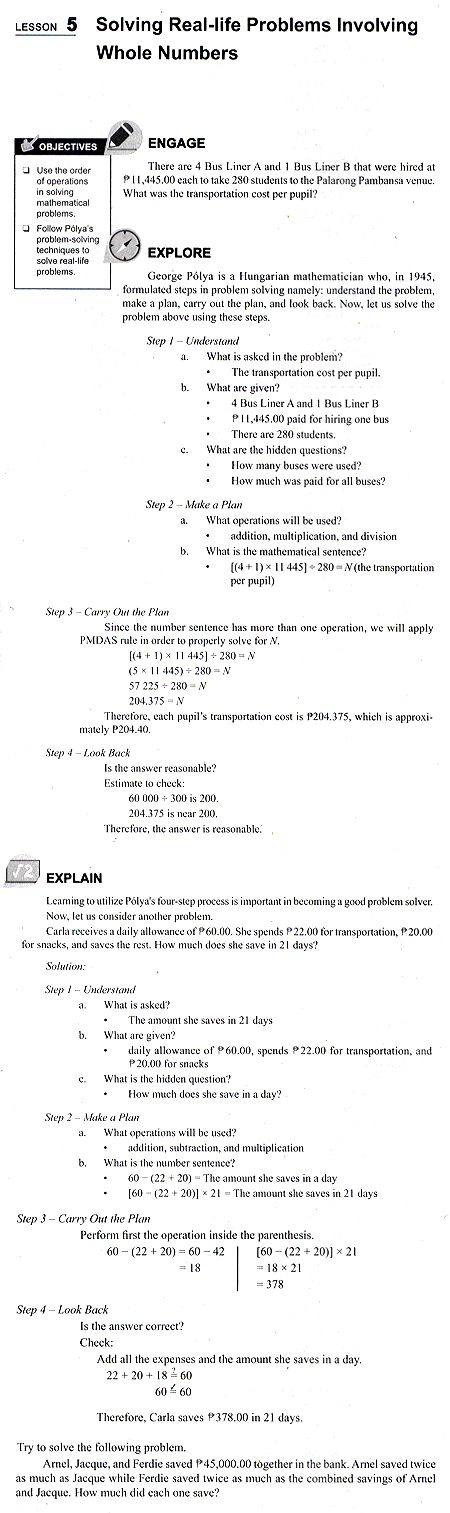 LESSON 5 Solving Real-life Problems Involving
Whole Numbers
OBJECTIVES
❑ Use the order
of operations
in solving
mathematical
problems.
❑ Follow Pólya's
problem-solving
techniques to
solve real-life
problems.
ENGAGE
There are 4 Bus Liner A and 1 Bus Liner B that were hired at
₱11,445.00 each to take 280 students to the Palarong Pambansa venue.
What was the transportation cost per pupil?
EXPLORE
George Pólya is a Hungarian mathematician who, in 1945,
formulated steps in problem solving namely: understand the problem,
make a plan, carry out the plan, and look back. Now, let us solve the
problem above using these steps.
Step 1 – Understand
a. What is asked in the problem?
• The transportation cost per pupil.
b. What are given?
• 4 Bus Liner A and 1 Bus Liner B
• ₱11,445.00 paid for hiring one bus
• There are 280 students.
c. What are the hidden questions?
• How many buses were used?
• How much was paid for all buses?
Step 2 – Make a Plan
a. What operations will be used?
• addition, multiplication, and division
b. What is the mathematical sentence?
• [(4 + 1) × 11 445] ÷ 280 = N (the transportation
per pupil)
Step 3 – Carry Out the Plan
Since the number sentence has more than one operation, we will apply
PMDAS rule in order to properly solve for N.
[(4 + 1) × 11 445] ÷ 280 = N
(5 × 11 445) ÷ 280 = N
57 225 ÷ 280 = N
204.375 = N
Therefore, each pupil's transportation cost is P204.375, which is approxi-
mately P204.40.
Step 4 – Look Back
Is the answer reasonable?
Estimate to check:
60 000 ÷ 300 is 200.
204.375 is near 200.
Therefore, the answer is reasonable.
√2 EXPLAIN
Learning to utilize Pólya's four-step process is important in becoming a good problem solver.
Now, let us consider another problem.
Carla receives a daily allowance of ₱60.00. She spends ₱22.00 for transportation, ₱20.00
for snacks, and saves the rest. How much does she save in 21 days?
Solution:
Step 1 – Understand
a. What is asked?
• The amount she saves in 21 days
b. What are given?
• daily allowance of ₱60.00, spends ₱22.00 for transportation, and
₱20.00 for snacks
c. What is the hidden question?
• How much does she save in a day?
Step 2 – Make a Plan
a. What operations will be used?
• addition, subtraction, and multiplication
b. What is the number sentence?
• 60 – (22 + 20) = The amount she saves in a day
• [60 – (22 + 20)] × 21 = The amount she saves in 21 days
Step 3 – Carry Out the Plan
Perform first the operation inside the parenthesis.
60 – (22 + 20) = 60 – 42 [60 – (22 + 20)] × 21
= 18 = 18 × 21
= 378
Step 4 – Look Back
Is the answer correct?
Check:
Add all the expenses and the amount she saves in a day.
22 + 20 + 18 ≟ 60
60 =✓ 60
Therefore, Carla saves ₱378.00 in 21 days.
Try to solve the following problem.
Arnel, Jacque, and Ferdie saved ₱45,000.00 together in the bank. Arnel saved twice
as much as Jacque while Ferdie saved twice as much as the combined savings of Arnel
and Jacque. How much did each one save?